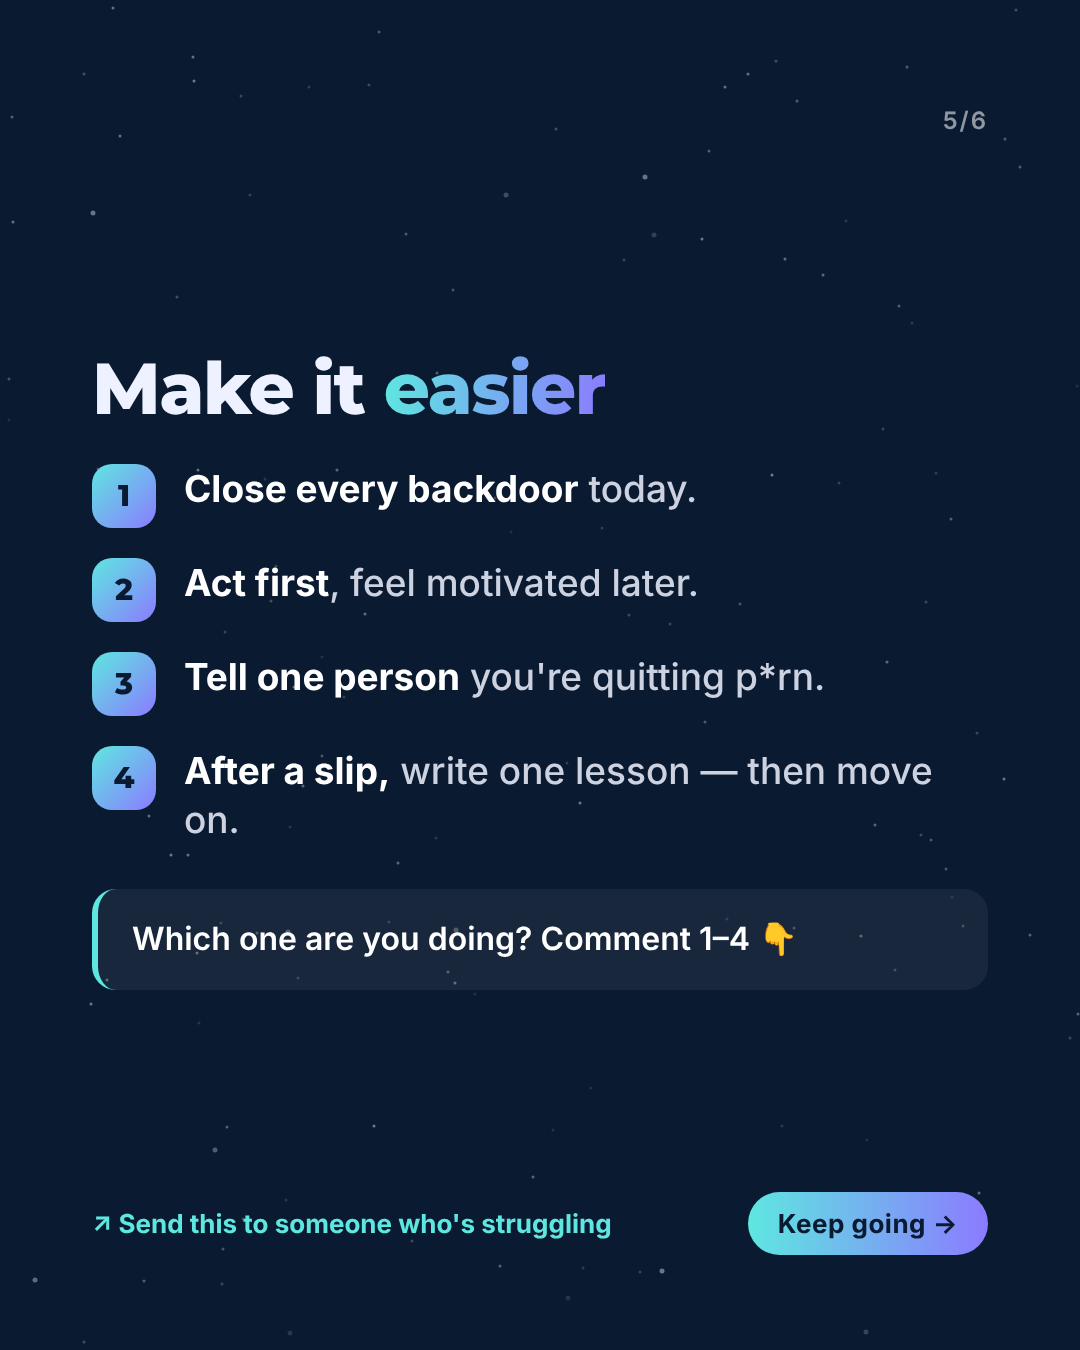 5/6
Make it easier
1 Close every backdoor today.
2 Act first, feel motivated later.
3 Tell one person you're quitting p*rn.
4 After a slip, write one lesson — then move
on.
Which one are you doing? Comment 1–4 👇
↗ Send this to someone who's struggling
Keep going →